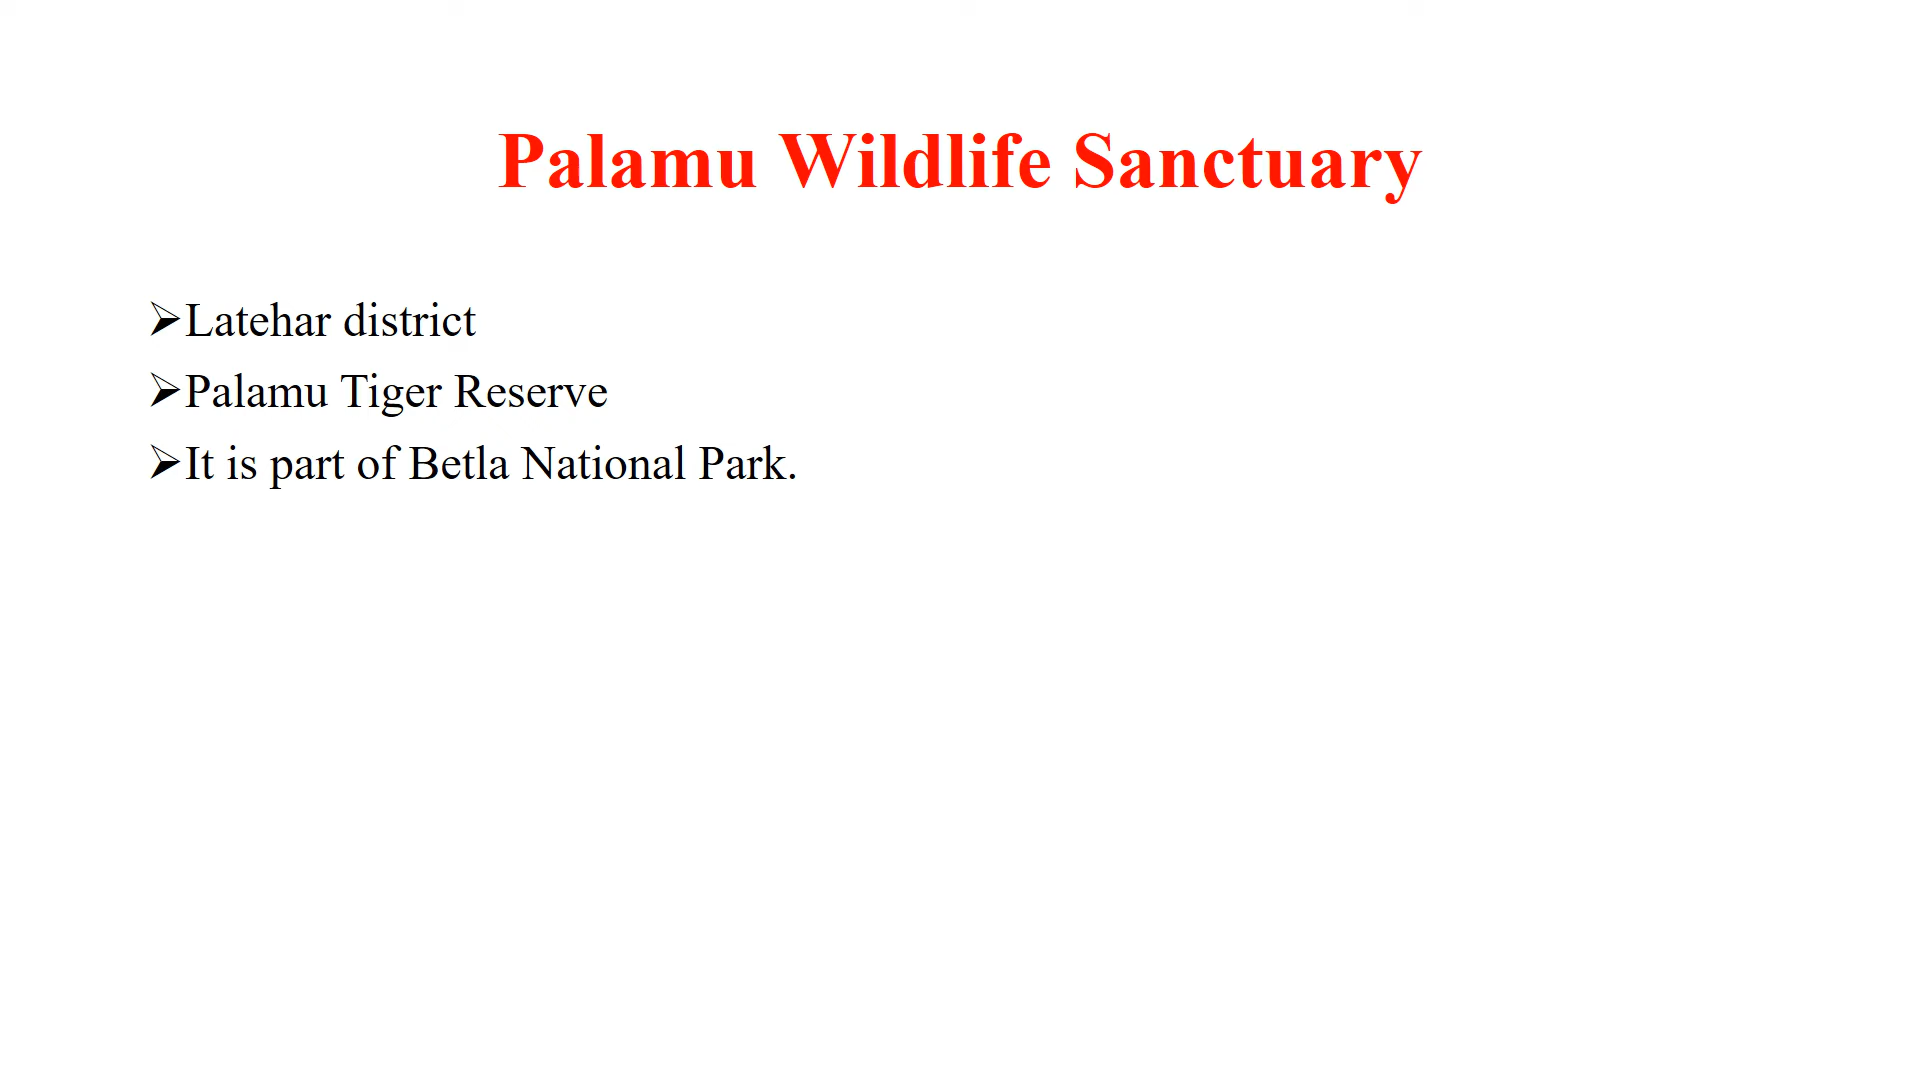 Palamu Wildlife Sanctuary
➢Latehar district
➢Palamu Tiger Reserve
➢It is part of Betla National Park.